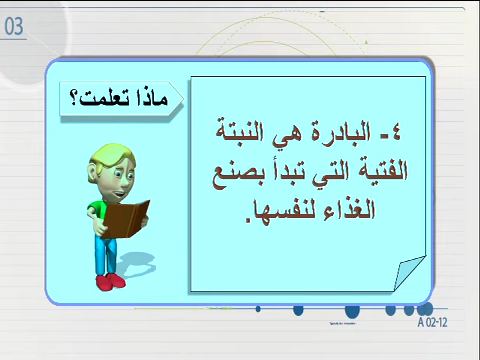 03
ماذا تعلمت؟
٤- البادرة هي النبتة
الفتية التي تبدأ بصنع
الغذاء لنفسها.
A 02-12